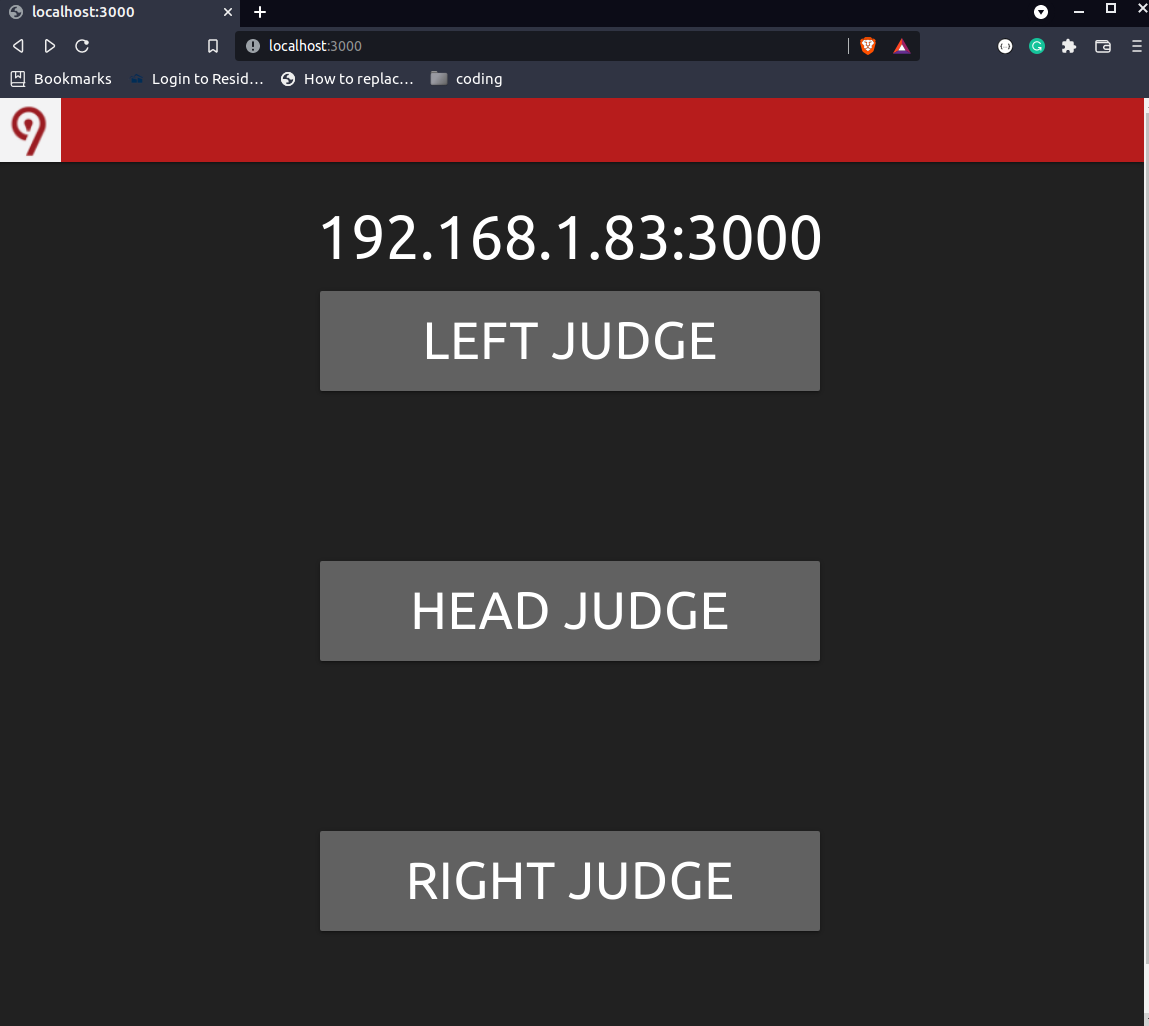 localhost:3000
localhost:3000
Bookmarks Login to Resid... How to replac... coding
192.168.1.83:3000
LEFT JUDGE
HEAD JUDGE
RIGHT JUDGE